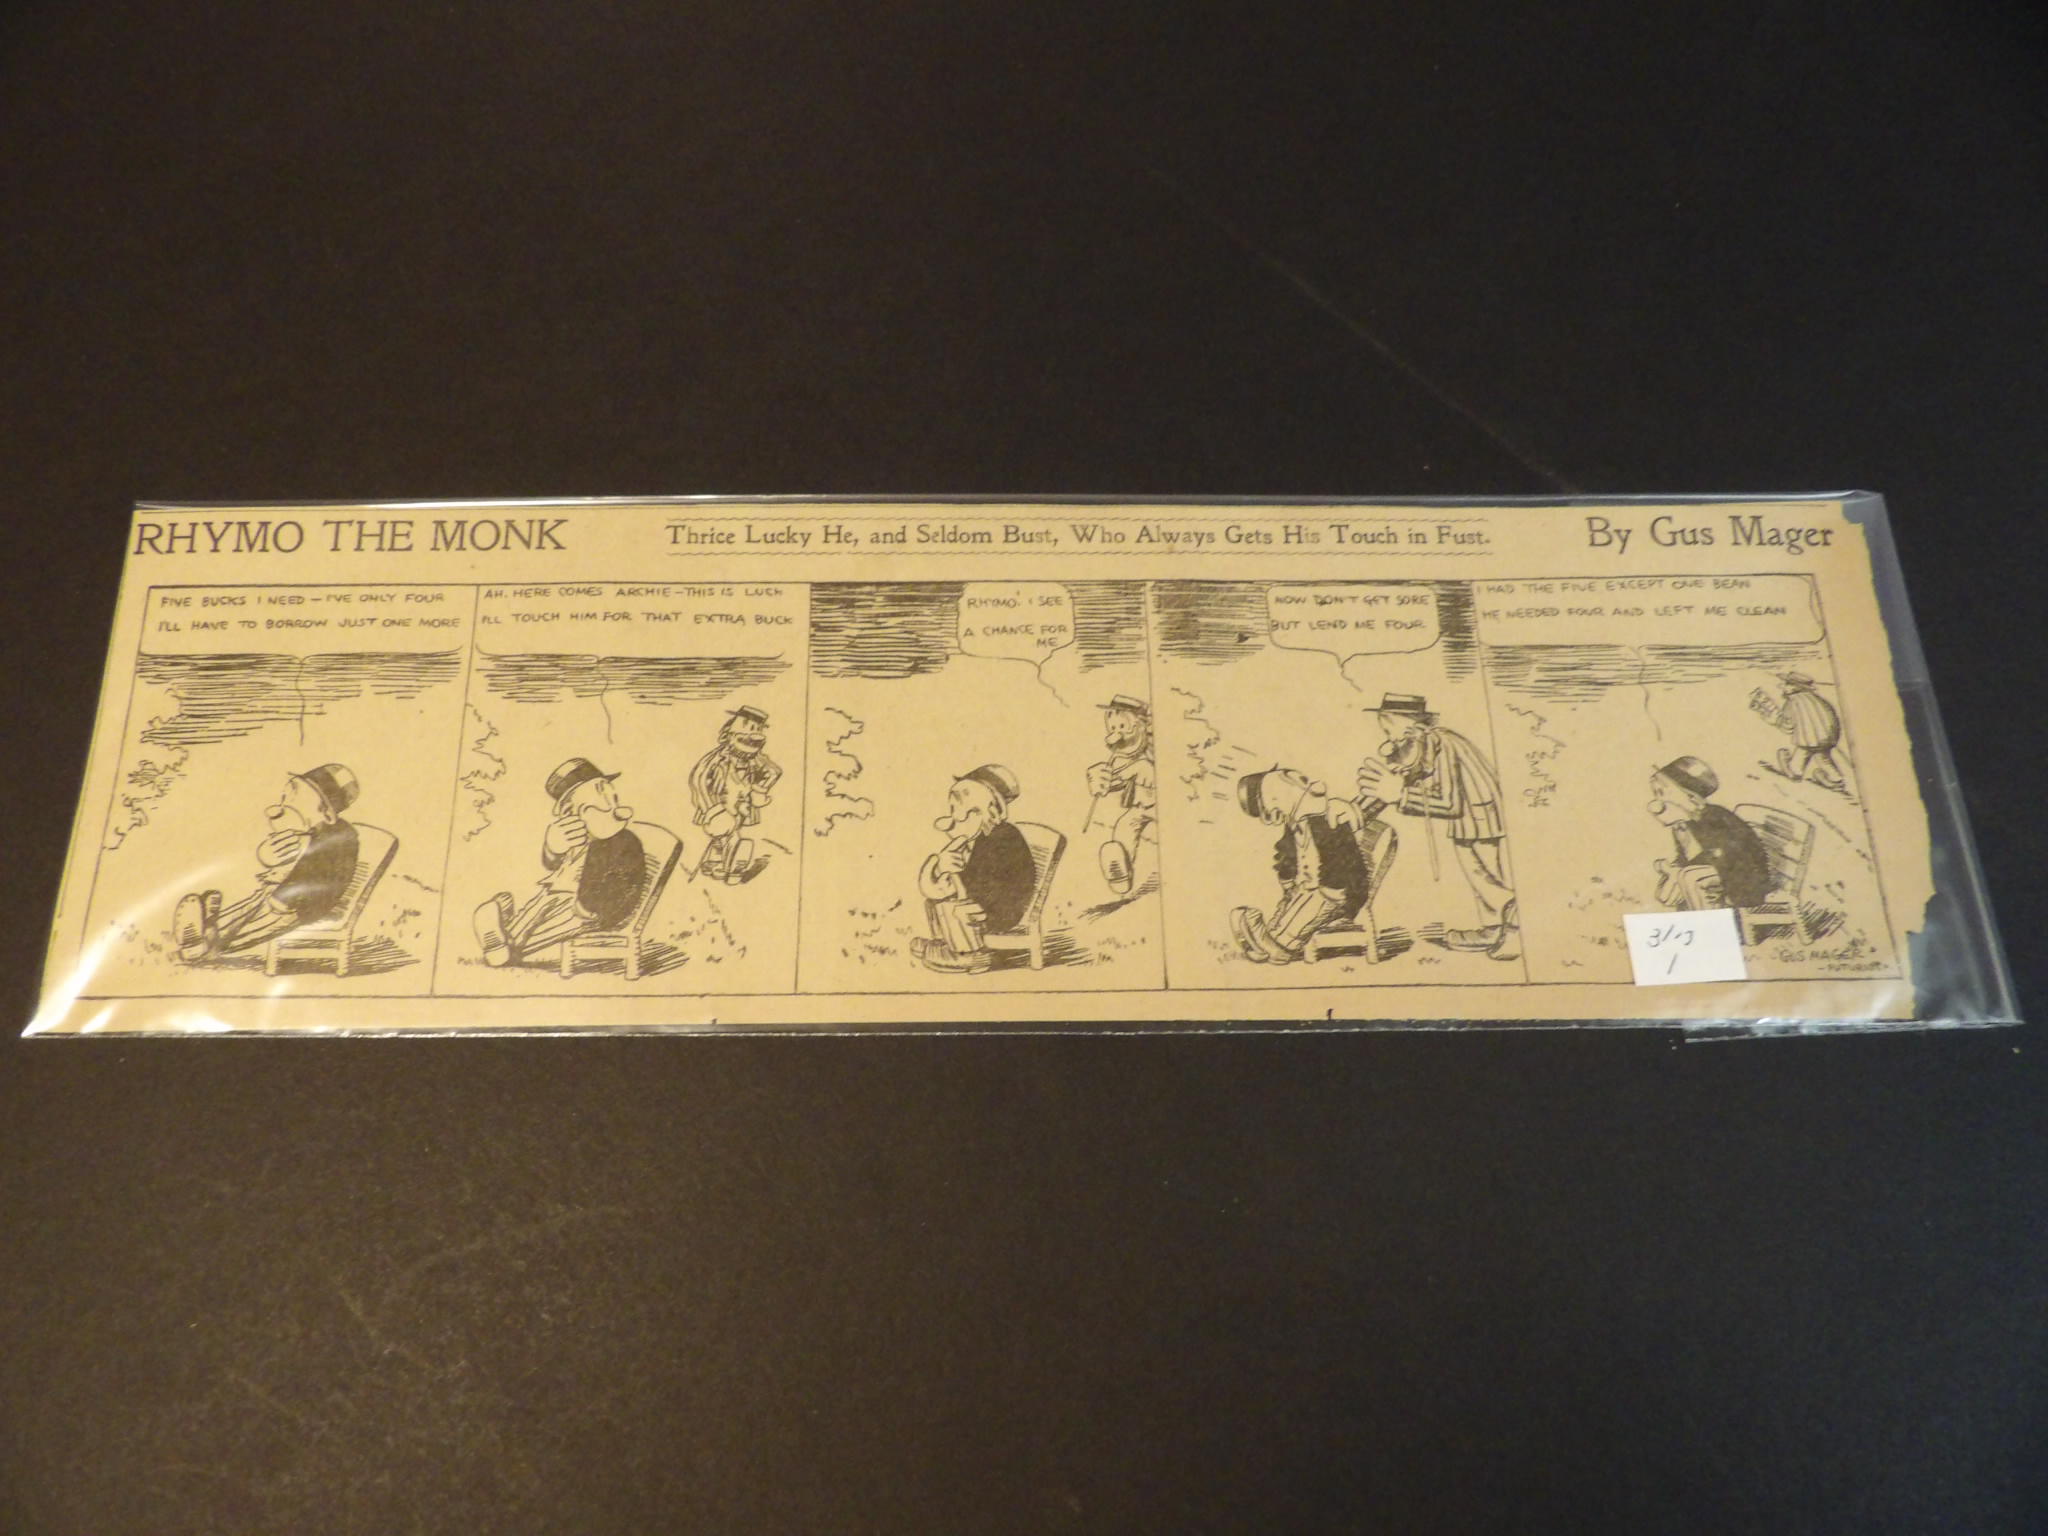 RHYMO THE MONK
Thrice Lucky He, and Seldom Bust, Who Always Gets His Touch in Fust.
By Gus Mager
FIVE BUCKS I NEED — I'VE ONLY FOUR
I'LL HAVE TO BORROW JUST ONE MORE
AH. HERE COMES ARCHIE — THIS IS LUCK
I'LL TOUCH HIM FOR THAT EXTRA BUCK
RHYMO! I SEE
A CHANCE FOR
ME
NOW DON'T GET SORE
BUT LEND ME FOUR
I HAD THE FIVE EXCEPT ONE BEAN
HE NEEDED FOUR AND LEFT ME CLEAN
GUS MAGER
-FUTURIST-
1